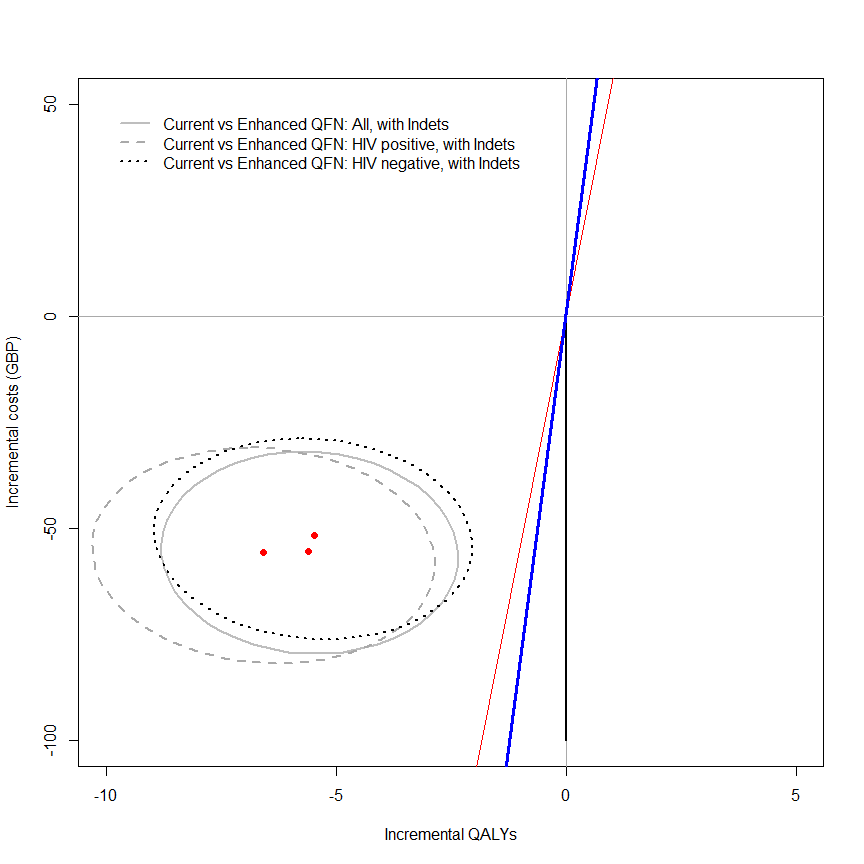 50
0
-50
-100
Incremental costs (GBP)
Current vs Enhanced QFN: All, with Indets
Current vs Enhanced QFN: HIV positive, with Indets
Current vs Enhanced QFN: HIV negative, with Indets
-10
-5
0
5
Incremental QALYs